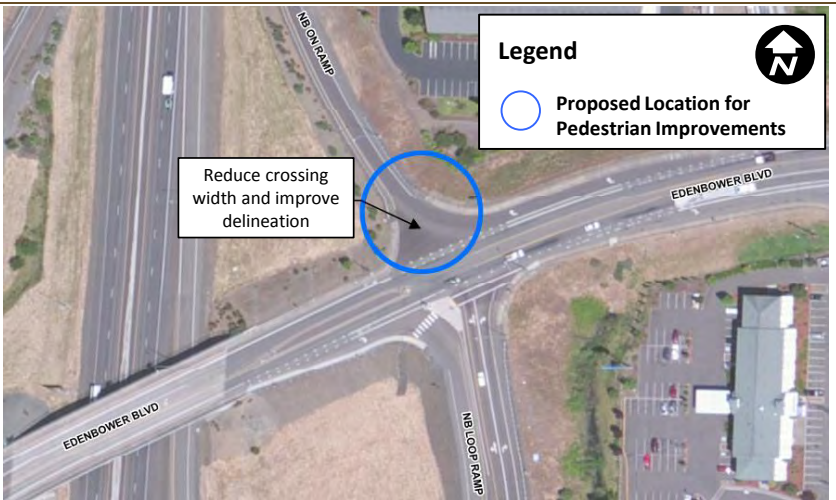 NB ON RAMP
Legend
N
Proposed Location for
Pedestrian Improvements
Reduce crossing
width and improve
delineation
EDENBOWER BLVD
EDENBOWER BLVD
NB LOOP RAMP